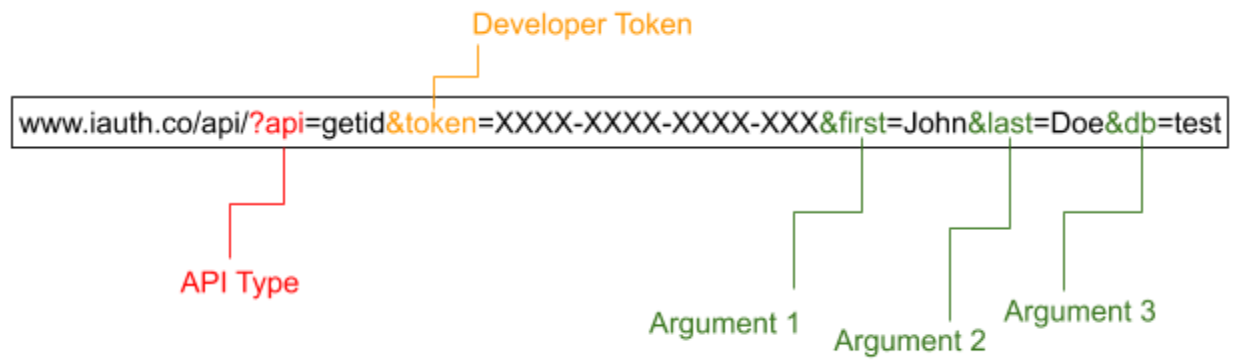 Developer Token
www.iauth.co/api/?api=getid&token=XXXX-XXXX-XXXX-XXX&first=John&last=Doe&db=test
API Type
Argument 1
Argument 2
Argument 3